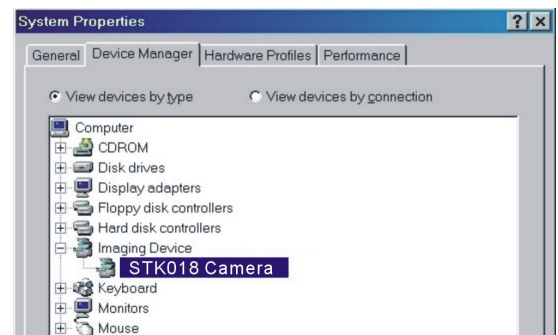 System Properties
General Device Manager Hardware Profiles Performance
View devices by type View devices by connection
Computer
CDROM
Disk drives
Display adapters
Floppy disk controllers
Hard disk controllers
Imaging Device
STK018 Camera
Keyboard
Monitors
Mouse